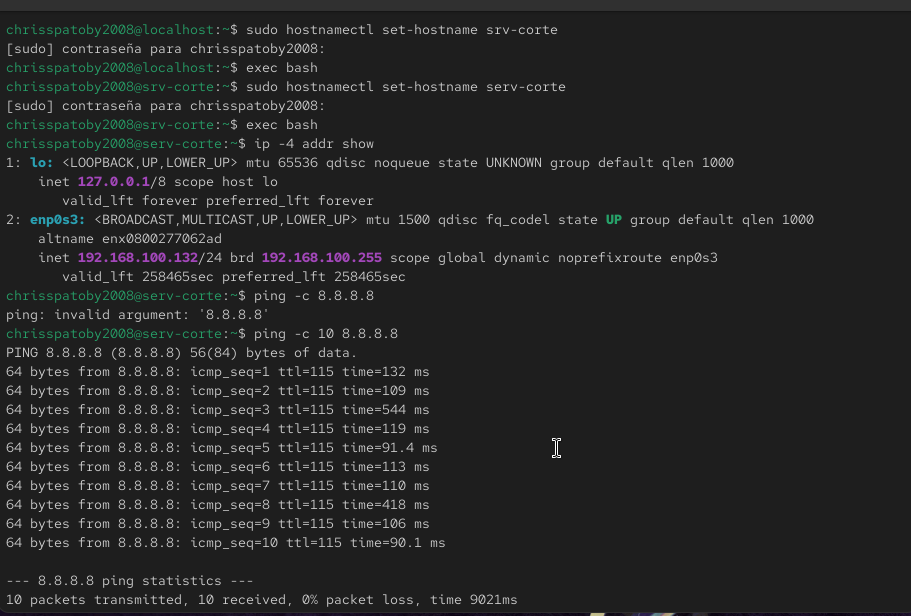 chrisspatoby2008@localhost:~$ sudo hostnamectl set-hostname srv-corte
[sudo] contraseña para chrisspatoby2008:
chrisspatoby2008@localhost:~$ exec bash
chrisspatoby2008@srv-corte:~$ sudo hostnamectl set-hostname serv-corte
[sudo] contraseña para chrisspatoby2008:
chrisspatoby2008@srv-corte:~$ exec bash
chrisspatoby2008@serv-corte:~$ ip -4 addr show
1: lo: <LOOPBACK,UP,LOWER_UP> mtu 65536 qdisc noqueue state UNKNOWN group default qlen 1000
    inet 127.0.0.1/8 scope host lo
       valid_lft forever preferred_lft forever
2: enp0s3: <BROADCAST,MULTICAST,UP,LOWER_UP> mtu 1500 qdisc fq_codel state UP group default qlen 1000
    altname enx0800277062ad
    inet 192.168.100.132/24 brd 192.168.100.255 scope global dynamic noprefixroute enp0s3
       valid_lft 258465sec preferred_lft 258465sec
chrisspatoby2008@serv-corte:~$ ping -c 8.8.8.8
ping: invalid argument: '8.8.8.8'
chrisspatoby2008@serv-corte:~$ ping -c 10 8.8.8.8
PING 8.8.8.8 (8.8.8.8) 56(84) bytes of data.
64 bytes from 8.8.8.8: icmp_seq=1 ttl=115 time=132 ms
64 bytes from 8.8.8.8: icmp_seq=2 ttl=115 time=109 ms
64 bytes from 8.8.8.8: icmp_seq=3 ttl=115 time=544 ms
64 bytes from 8.8.8.8: icmp_seq=4 ttl=115 time=119 ms
64 bytes from 8.8.8.8: icmp_seq=5 ttl=115 time=91.4 ms
64 bytes from 8.8.8.8: icmp_seq=6 ttl=115 time=113 ms
64 bytes from 8.8.8.8: icmp_seq=7 ttl=115 time=110 ms
64 bytes from 8.8.8.8: icmp_seq=8 ttl=115 time=418 ms
64 bytes from 8.8.8.8: icmp_seq=9 ttl=115 time=106 ms
64 bytes from 8.8.8.8: icmp_seq=10 ttl=115 time=90.1 ms

--- 8.8.8.8 ping statistics ---
10 packets transmitted, 10 received, 0% packet loss, time 9021ms